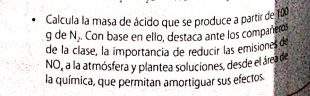 • Calcula la masa de ácido que se produce a partir de 100
g de N₂. Con base en ello, destaca ante los compañeros
de la clase, la importancia de reducir las emisiones de
NOₓ a la atmósfera y plantea soluciones, desde el área de
la química, que permitan amortiguar sus efectos.